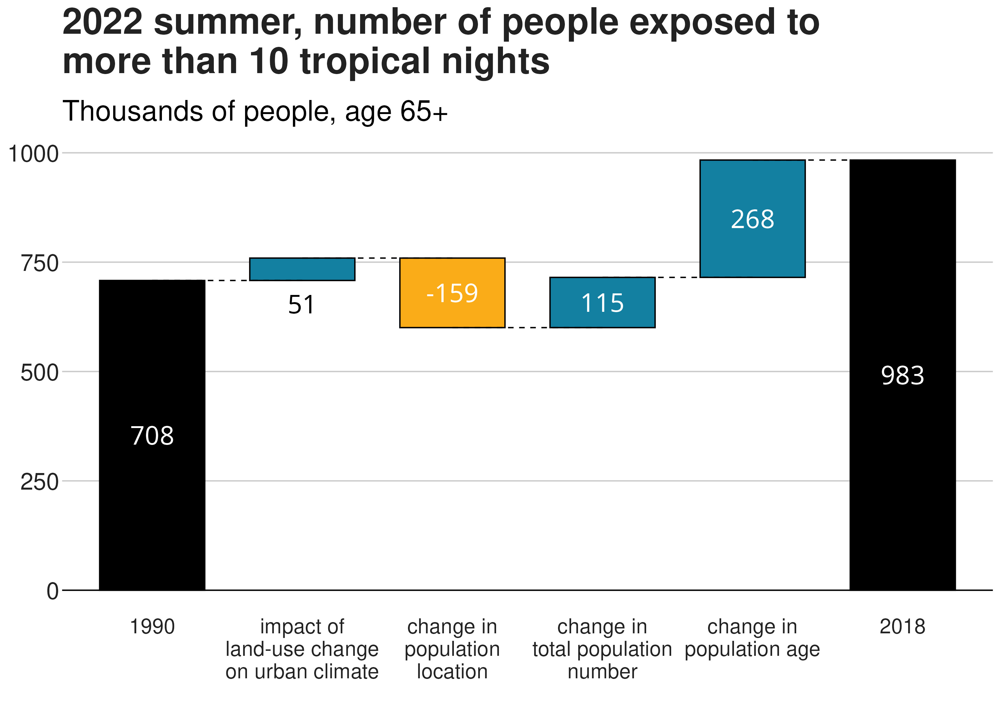 2022 summer, number of people exposed to
more than 10 tropical nights
Thousands of people, age 65+
1000
750
500
250
0
708
51
-159
115
268
983
1990
impact of
land-use change
on urban climate
change in
population
location
change in
total population
number
change in
population age
2018